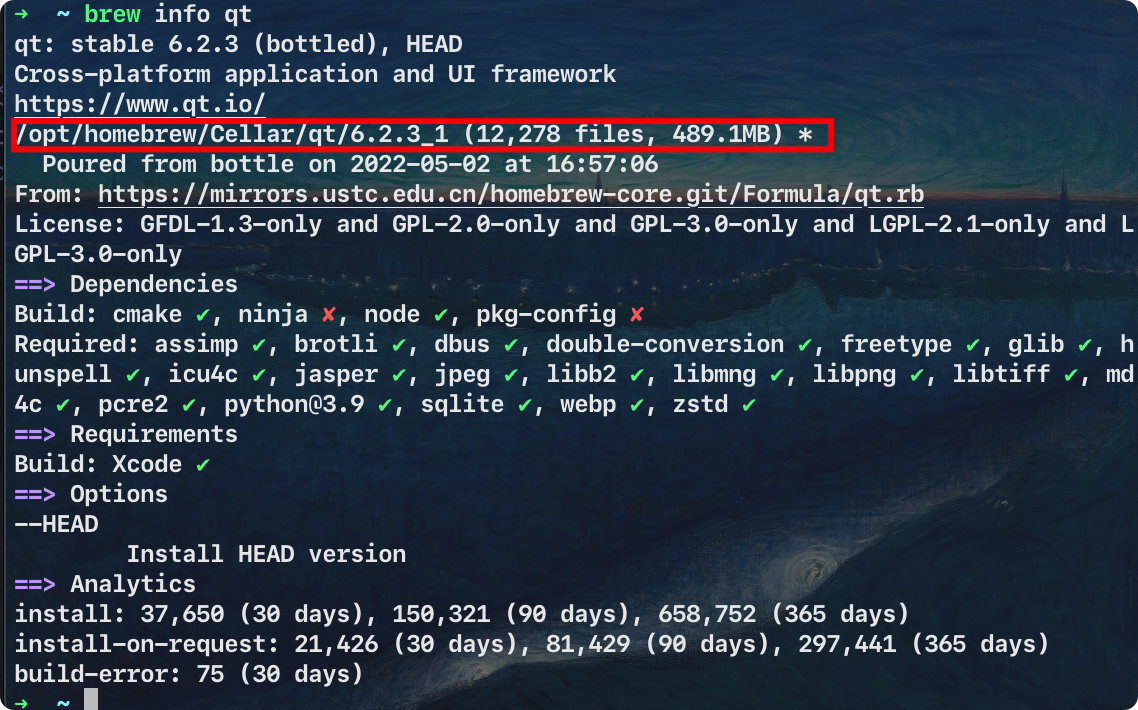 → ~ brew info qt
qt: stable 6.2.3 (bottled), HEAD
Cross-platform application and UI framework
https://www.qt.io/
/opt/homebrew/Cellar/qt/6.2.3_1 (12,278 files, 489.1MB) *
  Poured from bottle on 2022-05-02 at 16:57:06
From: https://mirrors.ustc.edu.cn/homebrew-core.git/Formula/qt.rb
License: GFDL-1.3-only and GPL-2.0-only and GPL-3.0-only and LGPL-2.1-only and L
GPL-3.0-only
==> Dependencies
Build: cmake ✔, ninja ✘, node ✔, pkg-config ✘
Required: assimp ✔, brotli ✔, dbus ✔, double-conversion ✔, freetype ✔, glib ✔, h
unspell ✔, icu4c ✔, jasper ✔, jpeg ✔, libb2 ✔, libmng ✔, libpng ✔, libtiff ✔, md
4c ✔, pcre2 ✔, python@3.9 ✔, sqlite ✔, webp ✔, zstd ✔
==> Requirements
Build: Xcode ✔
==> Options
--HEAD
        Install HEAD version
==> Analytics
install: 37,650 (30 days), 150,321 (90 days), 658,752 (365 days)
install-on-request: 21,426 (30 days), 81,429 (90 days), 297,441 (365 days)
build-error: 75 (30 days)
→ ~